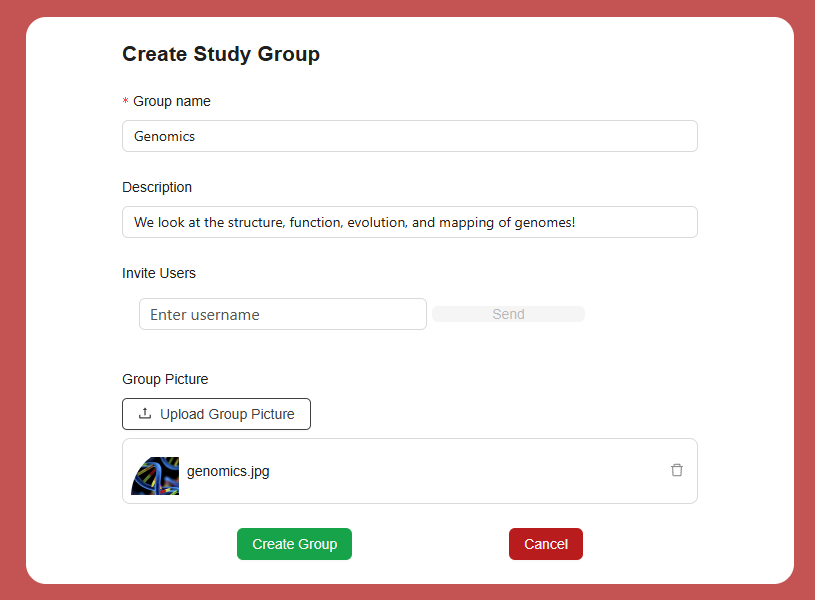 Create Study Group
* Group name
Genomics
Description
We look at the structure, function, evolution, and mapping of genomes!
Invite Users
Enter username Send
Group Picture
Upload Group Picture
genomics.jpg
Create Group Cancel